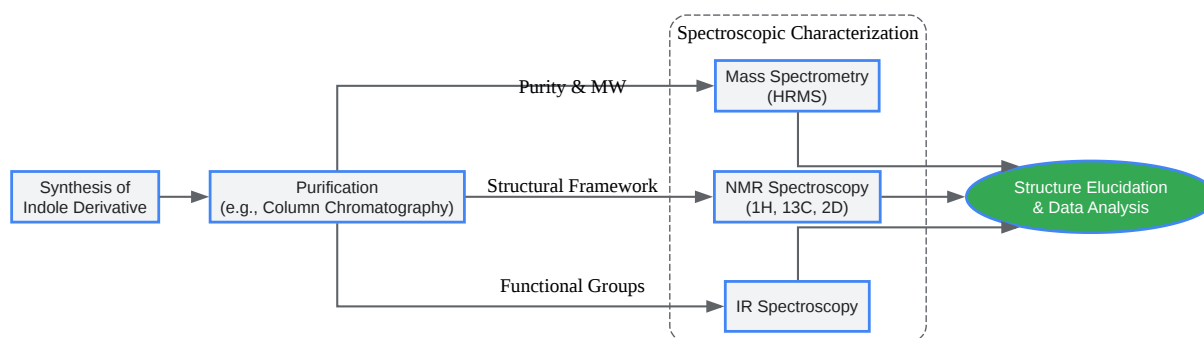 Spectroscopic Characterization
Mass Spectrometry
(HRMS)
Purity & MW
Synthesis of
Indole Derivative
Purification
(e.g., Column Chromatography)
Structural Framework
NMR Spectroscopy
(1H, 13C, 2D)
Structure Elucidation
& Data Analysis
Functional Groups
IR Spectroscopy